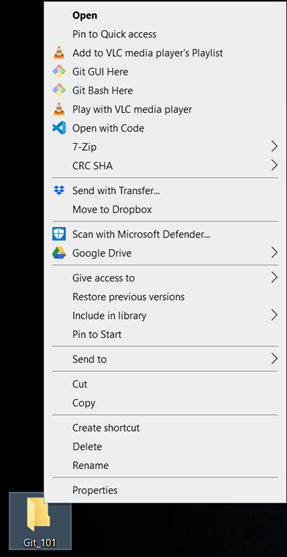 Open
Pin to Quick access
Add to VLC media player's Playlist
Git GUI Here
Git Bash Here
Play with VLC media player
Open with Code
7-Zip
CRC SHA
Send with Transfer...
Move to Dropbox
Scan with Microsoft Defender...
Google Drive
Give access to
Restore previous versions
Include in library
Pin to Start
Send to
Cut
Copy
Create shortcut
Delete
Rename
Properties
Git_101